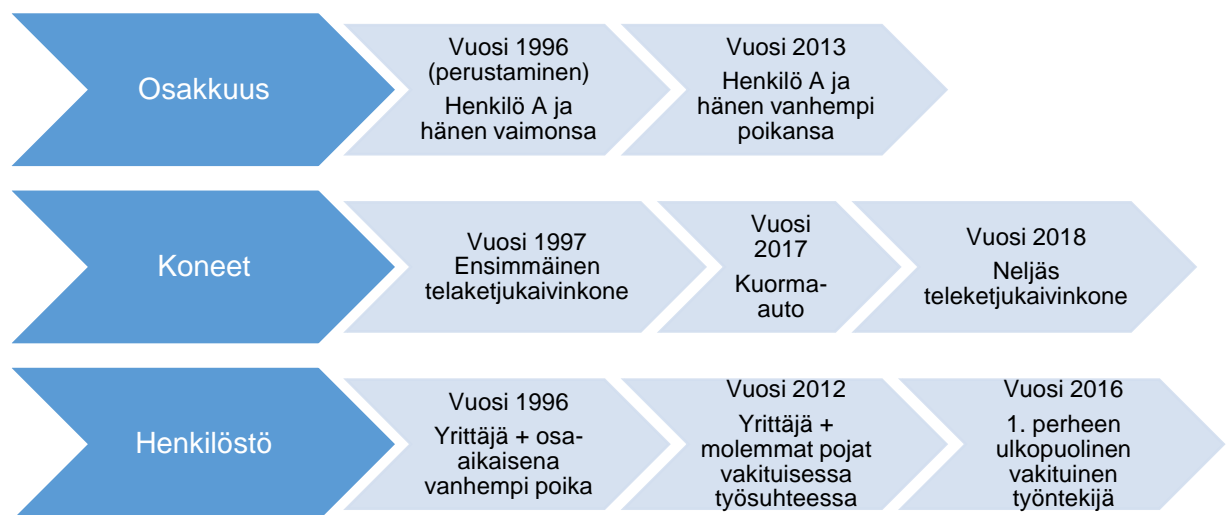 Osakkuus
Vuosi 1996
(perustaminen)
Henkilö A ja
hänen vaimonsa
Vuosi 2013
Henkilö A ja
hänen vanhempi
poikansa
Koneet
Vuosi 1997
Ensimmäinen
telaketjukaivinkone
Vuosi
2017
Kuorma-
auto
Vuosi 2018
Neljäs
teleketjukaivinkone
Henkilöstö
Vuosi 1996
Yrittäjä + osa-
aikaisena
vanhempi poika
Vuosi 2012
Yrittäjä +
molemmat pojat
vakituisessa
työsuhteessa
Vuosi 2016
1. perheen
ulkopuolinen
vakituinen
työntekijä